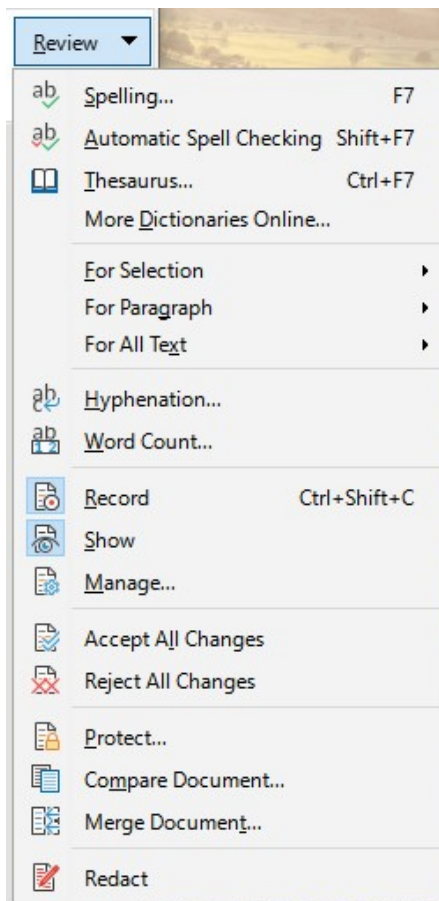 Review
Spelling... F7
Automatic Spell Checking Shift+F7
Thesaurus... Ctrl+F7
More Dictionaries Online...
For Selection
For Paragraph
For All Text
Hyphenation...
Word Count...
Record Ctrl+Shift+C
Show
Manage...
Accept All Changes
Reject All Changes
Protect...
Compare Document...
Merge Document...
Redact